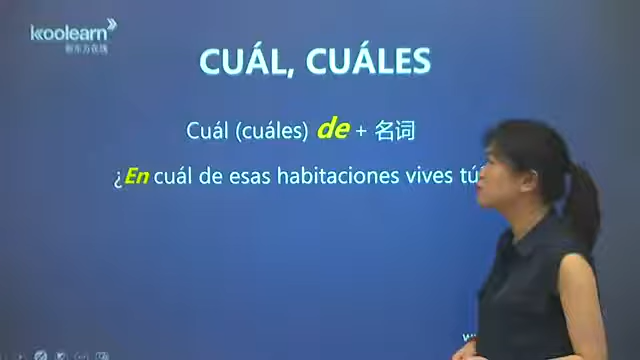 koolearn
新东方在线
CUÁL, CUÁLES
Cuál (cuáles) de + 名词
¿En cuál de esas habitaciones vives tú